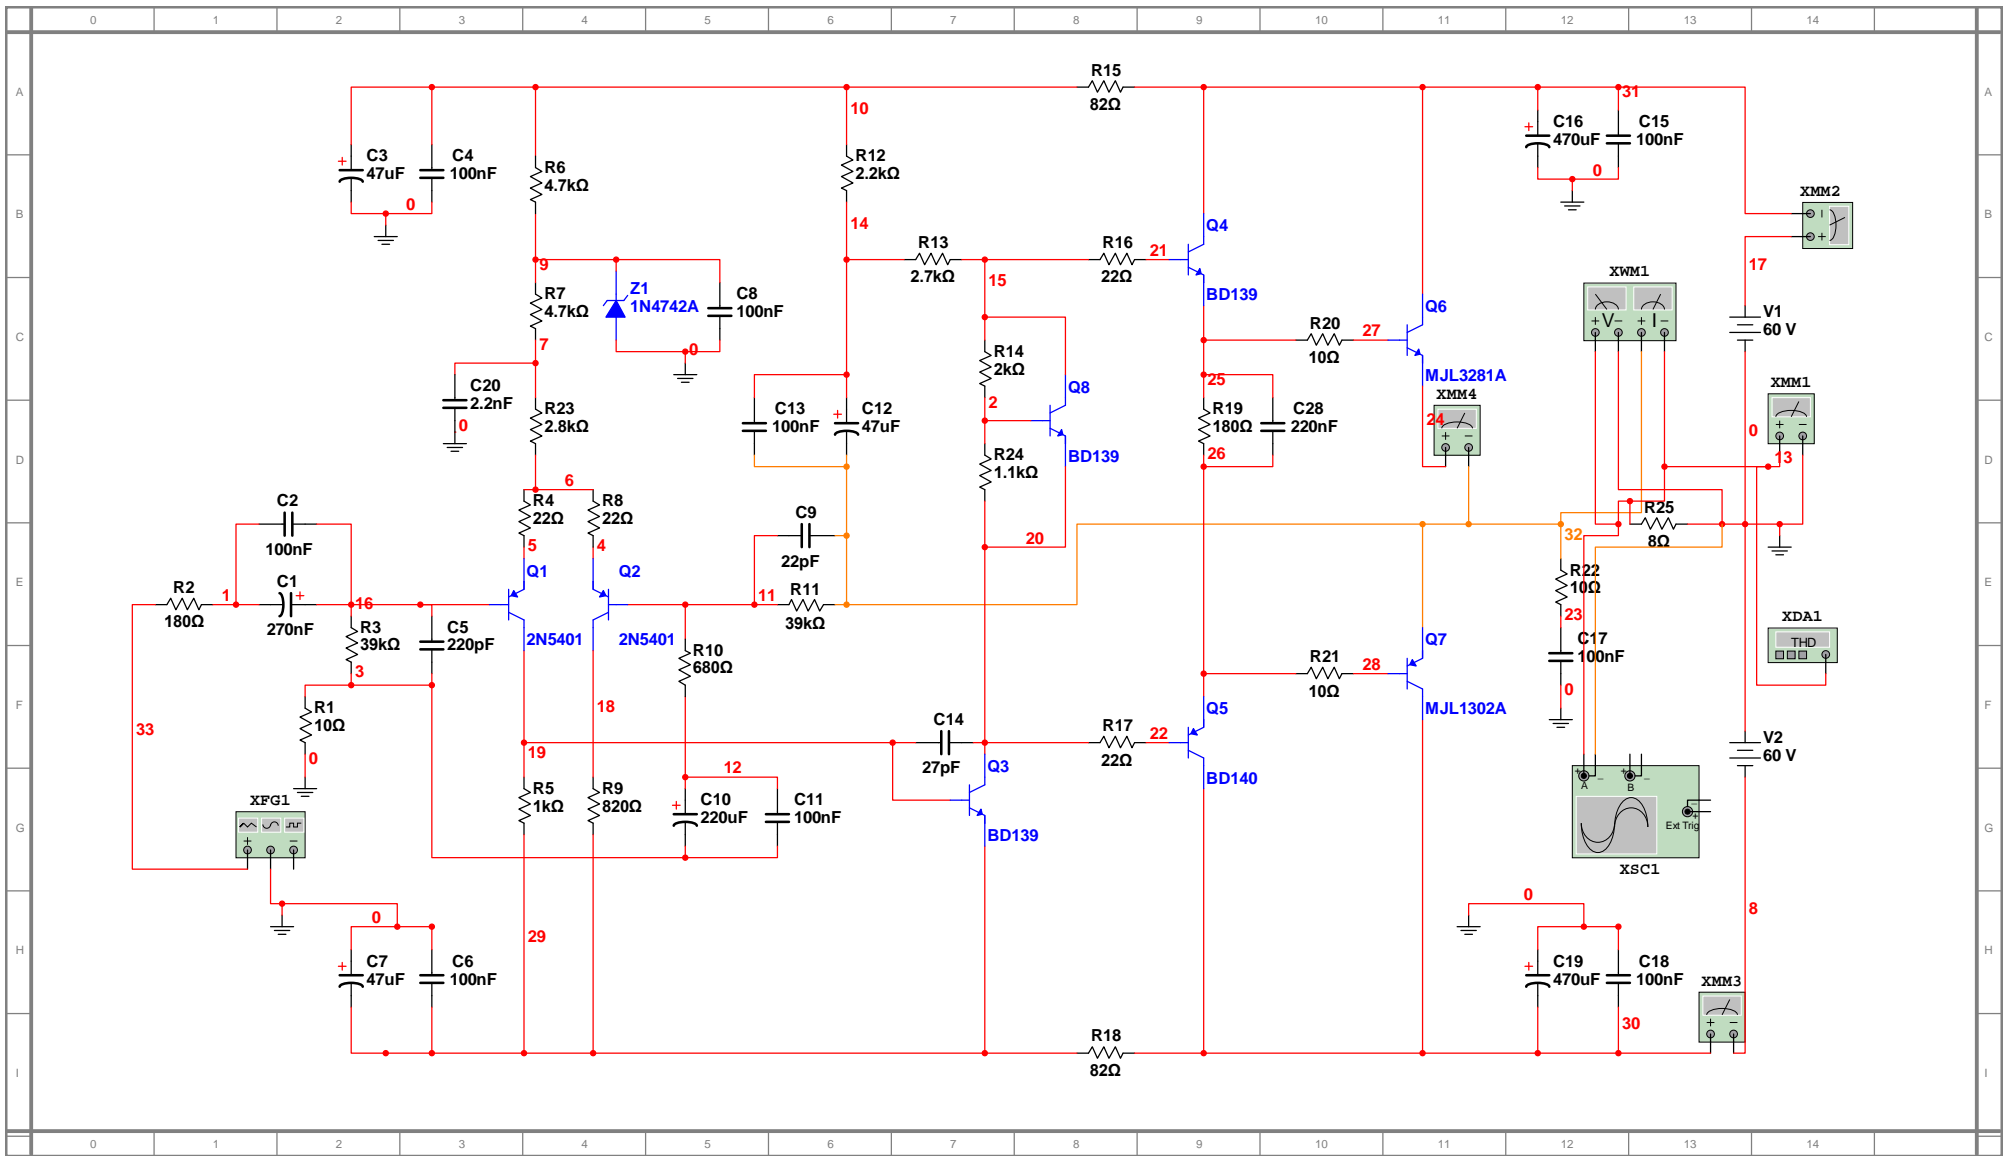 0 1 2 3 4 5 6 7 8 9 10 11 12 13 14
A
B
C
D
E
F
G
H
I
A
B
C
D
E
F
G
H
I
R15
82Ω
10
31
C3
47uF
C4
100nF
0
R6
4.7kΩ
R12
2.2kΩ
14
C16
470uF
C15
100nF
0
XMM2
I
+
17
9
R7
4.7kΩ
7
Z1
1N4742A
C8
100nF
0
R13
2.7kΩ
15
R16
22Ω
21
Q4
BD139
R20
10Ω
27
Q6
MJL3281A
XWM1
+ V − + I −
V1
60 V
C20
2.2nF
0
R23
2.8kΩ
6
C13
100nF
C12
47uF
R14
2kΩ
2
Q8
BD139
R24
1.1kΩ
25
R19
180Ω
26
C28
220nF
XMM4
24
+ −
XMM1
+ −
0
13
C2
100nF
R4
22Ω
5
R8
22Ω
4
C9
22pF
20
32
R25
8Ω
R2
180Ω
1
C1
270nF
16
R3
39kΩ
3
C5
220pF
Q1
2N5401
Q2
2N5401
11
R11
39kΩ
R22
10Ω
23
C17
100nF
0
XDA1
THD
33
R1
10Ω
0
18
R10
680Ω
C14
27pF
R17
22Ω
22
Q5
BD140
R21
10Ω
28
Q7
MJL1302A
V2
60 V
19
R5
1kΩ
R9
820Ω
12
C10
220uF
C11
100nF
Q3
BD139
XFG1
+ −
A
B
Ext Trig
XSC1
0
29
C7
47uF
C6
100nF
0
C19
470uF
C18
100nF
30
XMM3
+ −
8
R18
82Ω
0 1 2 3 4 5 6 7 8 9 10 11 12 13 14